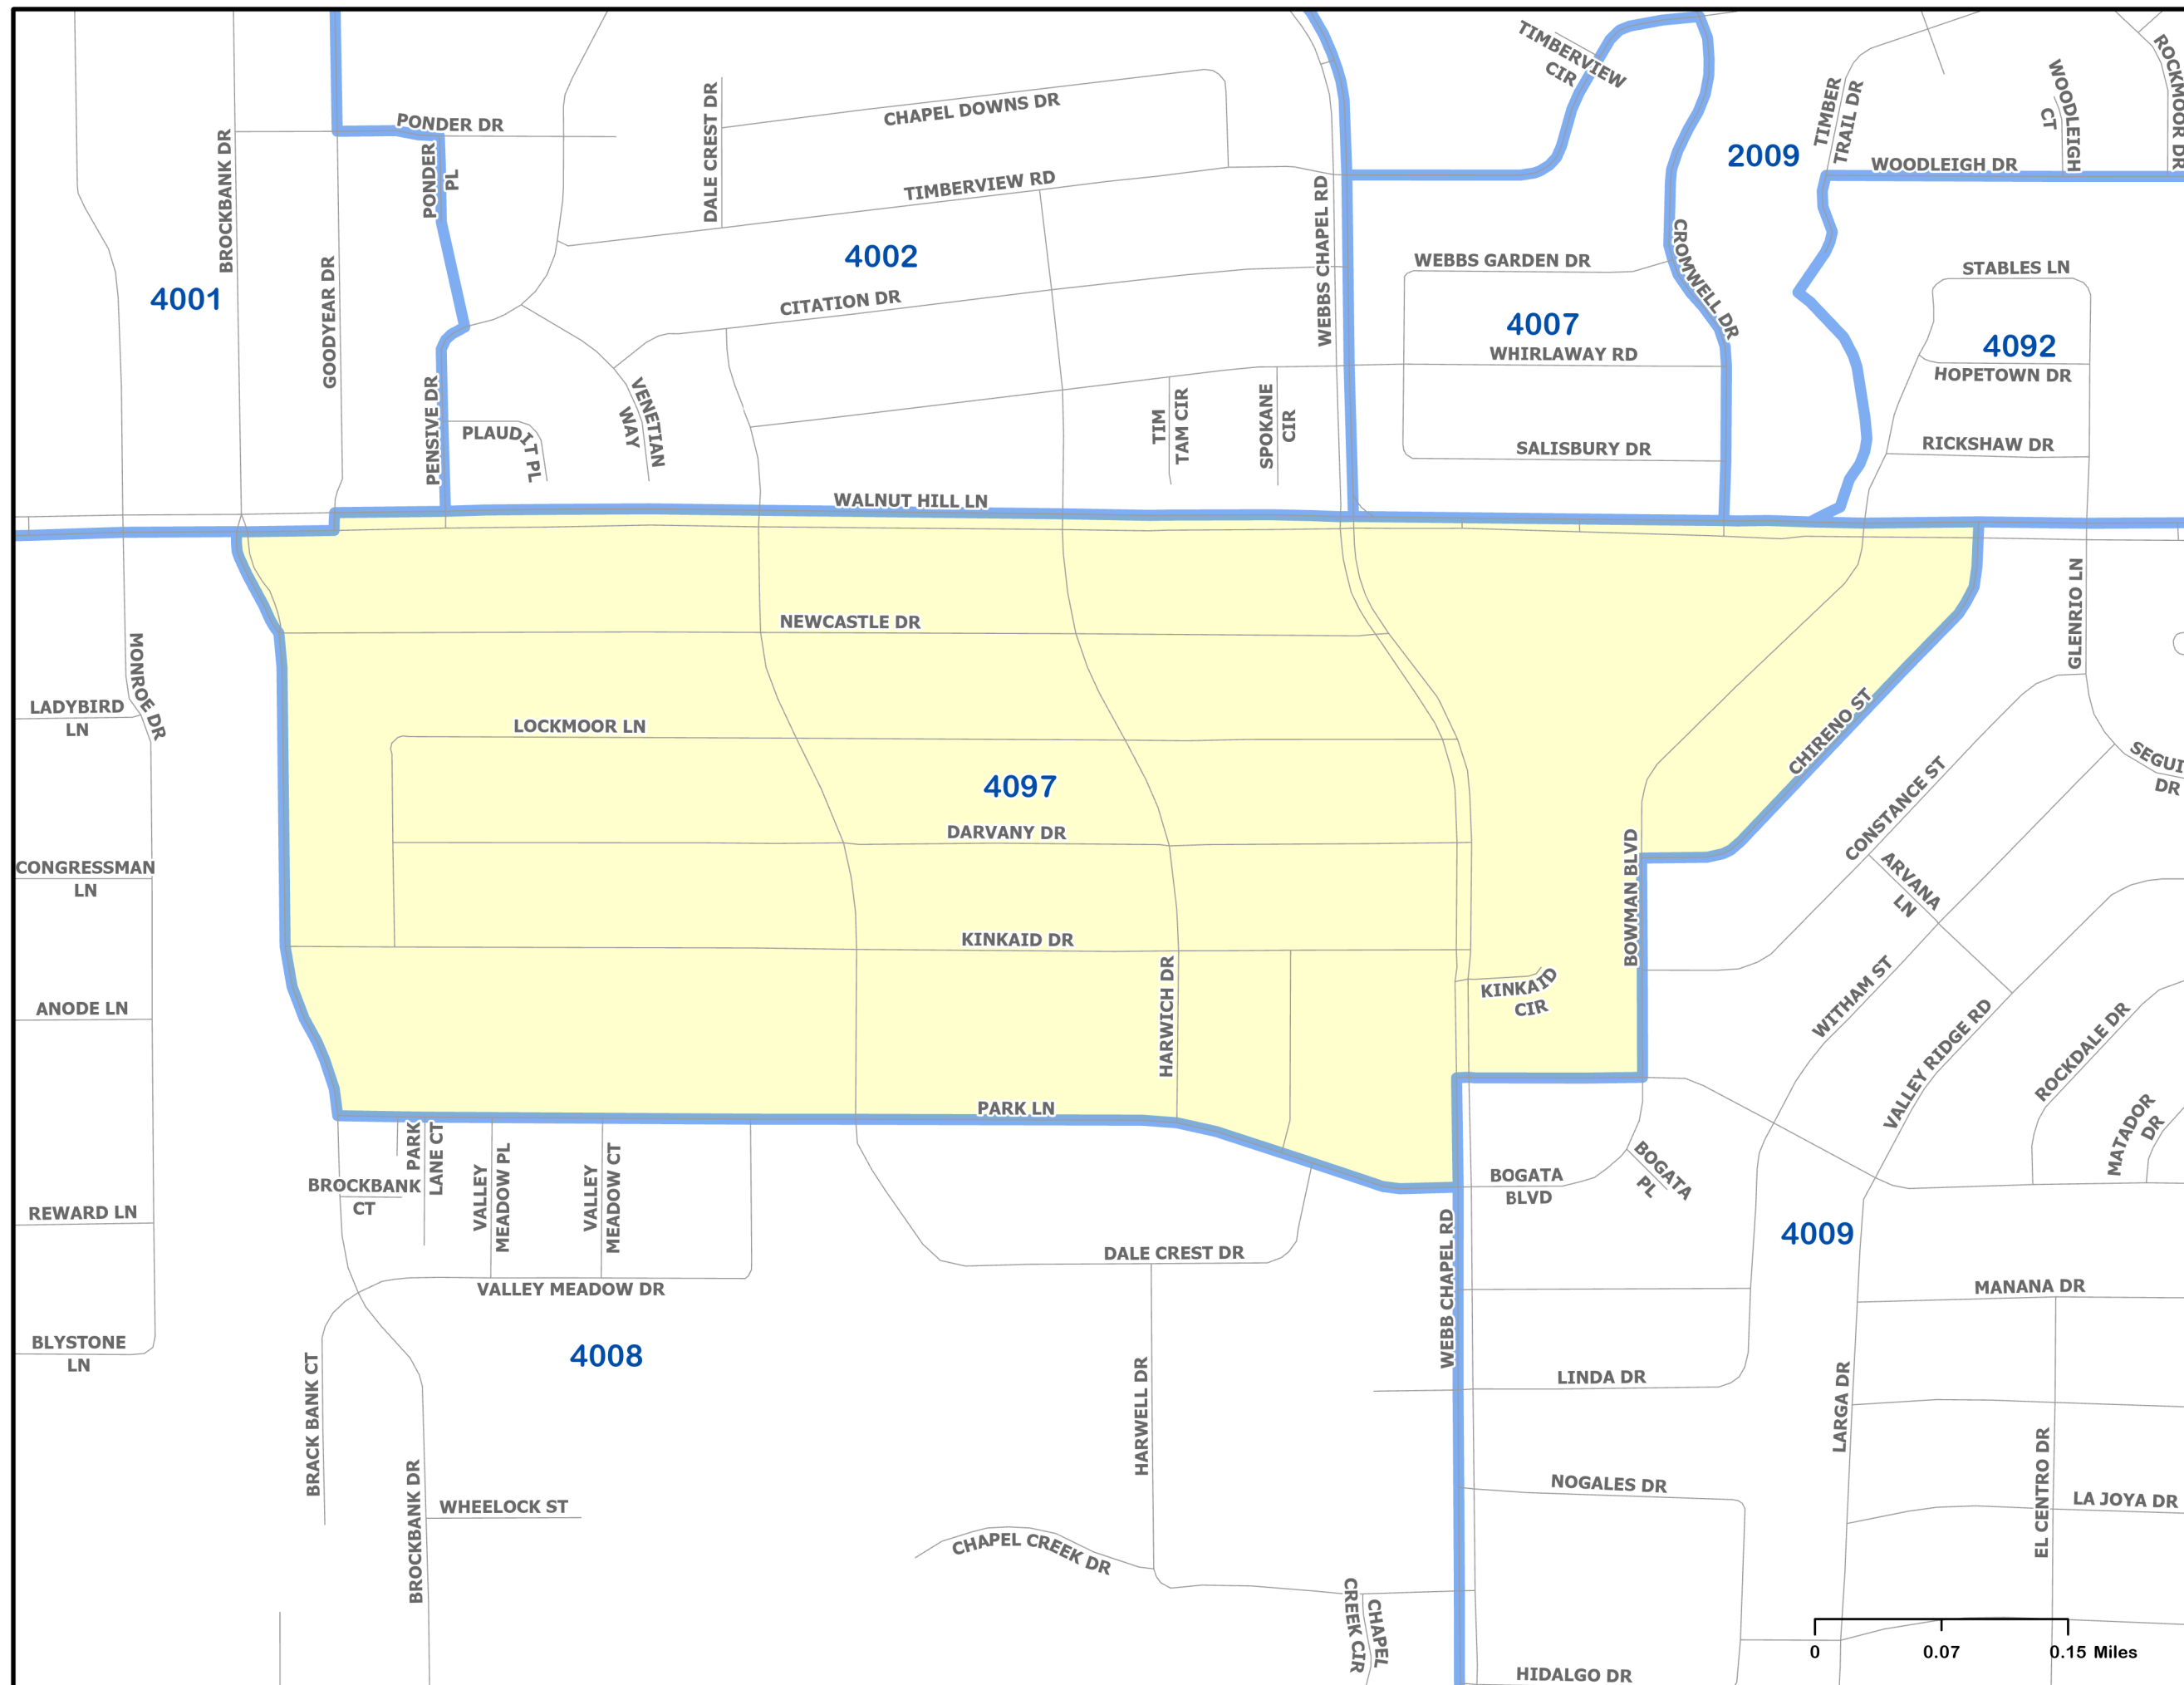 TIMBERVIEW
CIR
ROCKMOOR DR
WOODLEIGH
CT
TIMBER
TRAIL DR
DALE CREST DR
CHAPEL DOWNS DR
PONDER DR
PONDER
PL
BROCKBANK DR
2009
WOODLEIGH DR
TIMBERVIEW RD
WEBBS CHAPEL RD
4002
4001
GOODYEAR DR
CITATION DR
WEBBS GARDEN DR
CROMWELL DR
STABLES LN
4007
4092
WHIRLAWAY RD
HOPETOWN DR
PENSIVE DR
PLAUDIT PL
VENETIAN
WAY
TIM
TAM CIR
SPOKANE
CIR
SALISBURY DR
RICKSHAW DR
WALNUT HILL LN
NEWCASTLE DR
GLENRIO LN
MONROE DR
LADYBIRD
LN
LOCKMOOR LN
CHIRENO ST
SEGUI
DR
4097
CONSTANCE ST
DARVANY DR
BOWMAN BLVD
CONGRESSMAN
LN
ARVANA
LN
KINKAID DR
HARWICH DR
KINKAID
CIR
ANODE LN
WITHAM ST
VALLEY RIDGE RD
ROCKDALE DR
MATADOR
DR
PARK LN
PARK
LANE CT
VALLEY
MEADOW PL
VALLEY
MEADOW CT
BROCKBANK
CT
BOGATA
BLVD
BOGATA
PL
REWARD LN
4009
WEBB CHAPEL RD
DALE CREST DR
VALLEY MEADOW DR
MANANA DR
BLYSTONE
LN
4008
BRACK BANK CT
HARWELL DR
LINDA DR
LARGA DR
BROCKBANK DR
WHEELOCK ST
NOGALES DR
EL CENTRO DR
LA JOYA DR
CHAPEL CREEK DR
CHAPEL
CREEK CIR
HIDALGO DR
0 0.07 0.15 Miles